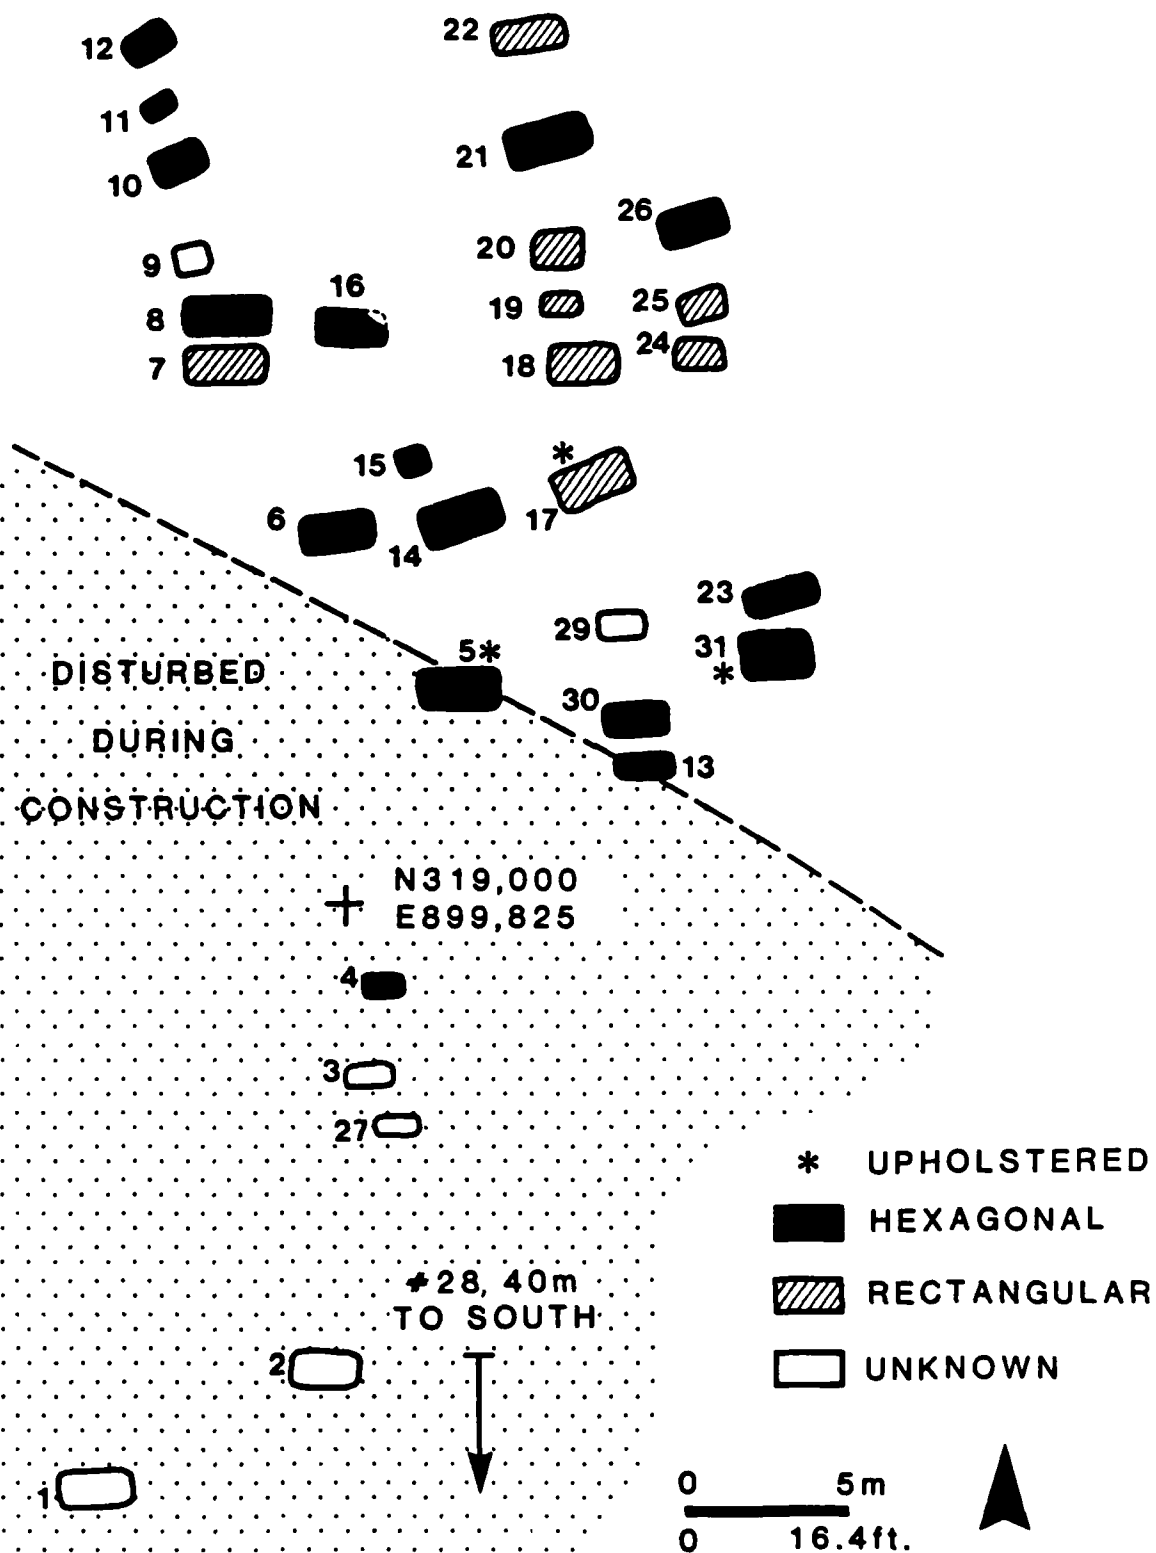 12
22
11
21
10
26
20
9
16
25
19
8
24
18
7
*
15
6
17
14
23
29
31
5*
*
DISTURBED
30
DURING
13
CONSTRUCTION
N319,000
E899,825
4
3
27
* UPHOLSTERED
HEXAGONAL
#28, 40m
TO SOUTH
RECTANGULAR
2
UNKNOWN
1
0 5m
0 16.4ft.